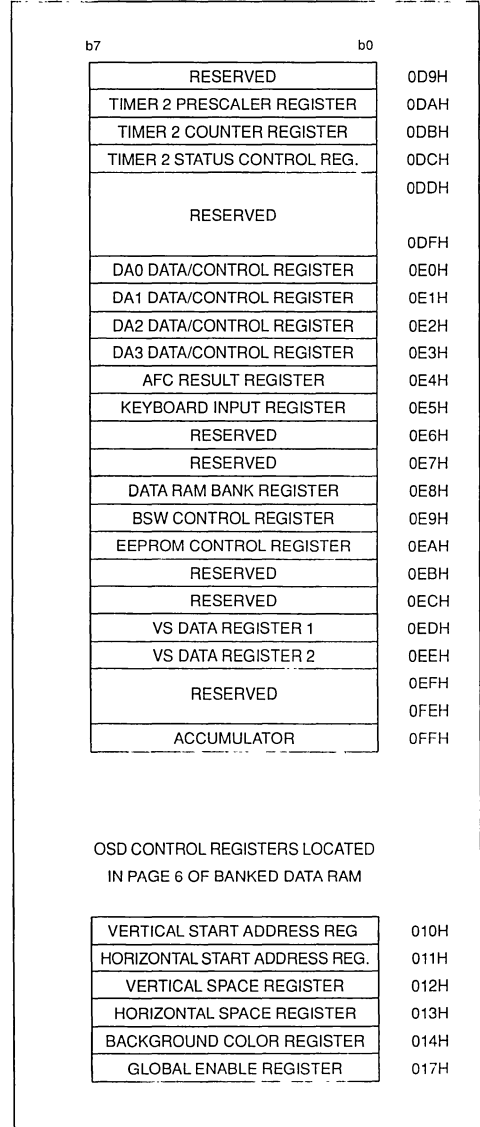 b7 b0
RESERVED 0D9H
TIMER 2 PRESCALER REGISTER 0DAH
TIMER 2 COUNTER REGISTER 0DBH
TIMER 2 STATUS CONTROL REG. 0DCH
0DDH
RESERVED
0DFH
DA0 DATA/CONTROL REGISTER 0E0H
DA1 DATA/CONTROL REGISTER 0E1H
DA2 DATA/CONTROL REGISTER 0E2H
DA3 DATA/CONTROL REGISTER 0E3H
AFC RESULT REGISTER 0E4H
KEYBOARD INPUT REGISTER 0E5H
RESERVED 0E6H
RESERVED 0E7H
DATA RAM BANK REGISTER 0E8H
BSW CONTROL REGISTER 0E9H
EEPROM CONTROL REGISTER 0EAH
RESERVED 0EBH
RESERVED 0ECH
VS DATA REGISTER 1 0EDH
VS DATA REGISTER 2 0EEH
0EFH
RESERVED
0FEH
ACCUMULATOR 0FFH
OSD CONTROL REGISTERS LOCATED
IN PAGE 6 OF BANKED DATA RAM
VERTICAL START ADDRESS REG 010H
HORIZONTAL START ADDRESS REG. 011H
VERTICAL SPACE REGISTER 012H
HORIZONTAL SPACE REGISTER 013H
BACKGROUND COLOR REGISTER 014H
GLOBAL ENABLE REGISTER 017H